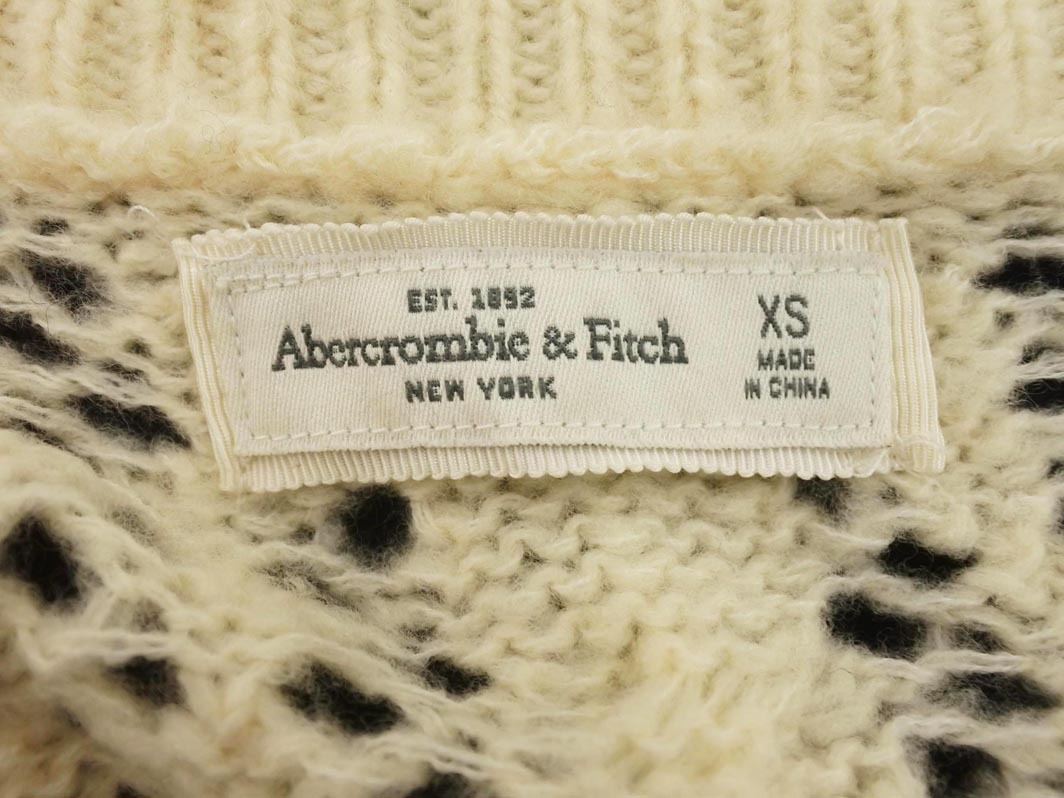 EST. 1892
Abercrombie & Fitch
NEW YORK
XS
MADE
IN CHINA